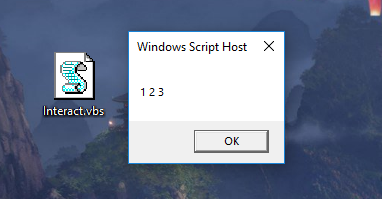 Windows Script Host
1 2 3
Interact.vbs
OK